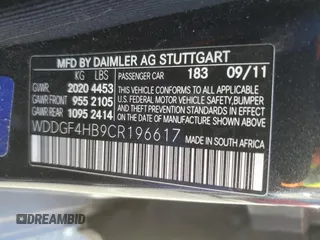 MFD BY DAIMLER AG STUTTGART
KG LBS PASSENGER CAR 183 09/11
GVWR 2020 4453
GAWR FRONT 955 2105
GAWR REAR 1095 2414
THIS VEHICLE CONFORMS TO ALL APPLICABLE
U.S. FEDERAL MOTOR VEHICLE SAFETY, BUMPER,
AND THEFT PREVENTION STANDARDS IN EFFECT
ON THE DATE OF MANUFACTURE SHOWN ABOVE.
WDDGF4HB9CR196617
MADE IN GERMANY
DREAMBID